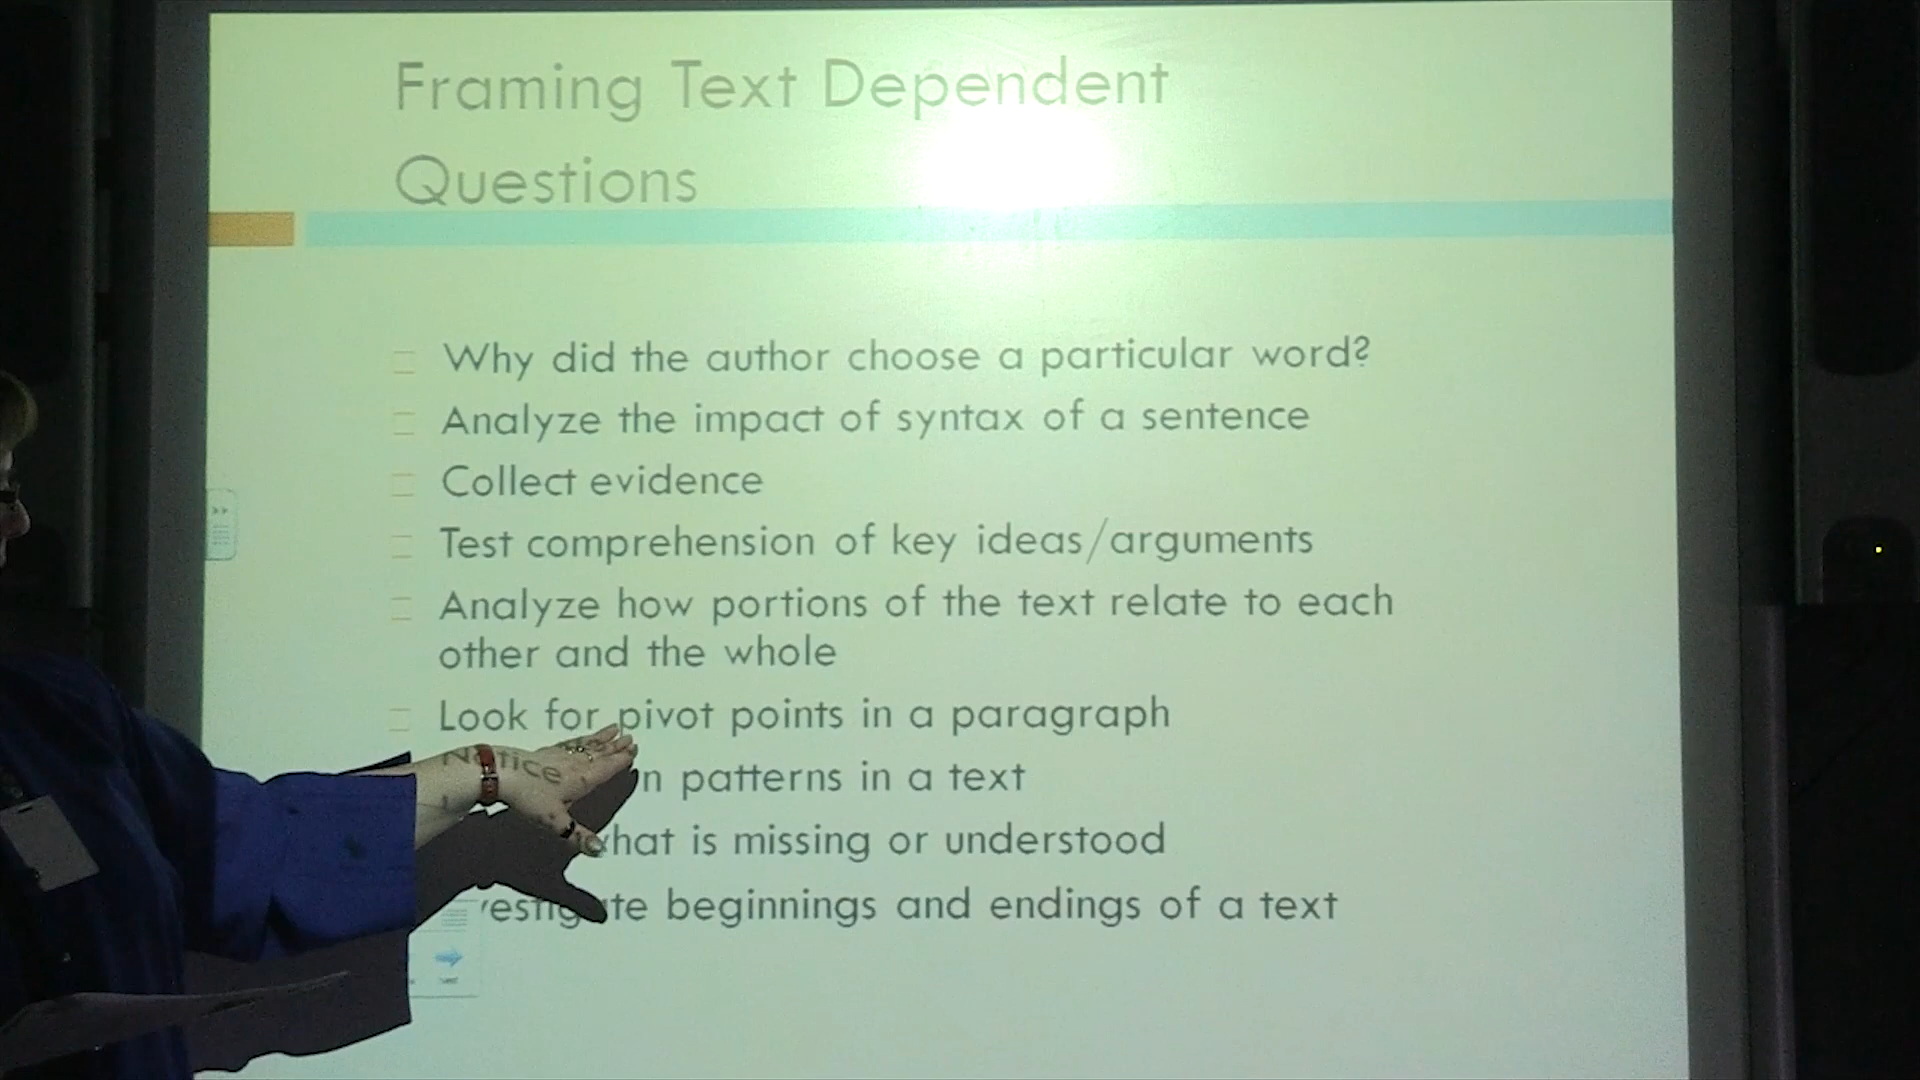 Framing Text Dependent
Questions
Why did the author choose a particular word?
Analyze the impact of syntax of a sentence
Collect evidence
Test comprehension of key ideas/arguments
Analyze how portions of the text relate to each
other and the whole
Look for pivot points in a paragraph
Notice patterns in a text
what is missing or understood
beginnings and endings of a text